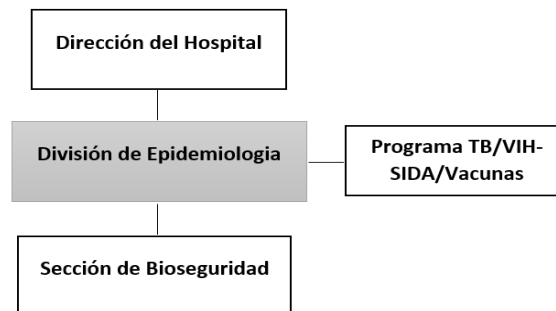 Dirección del Hospital
División de Epidemiologia
Programa TB/VIH-
SIDA/Vacunas
Sección de Bioseguridad